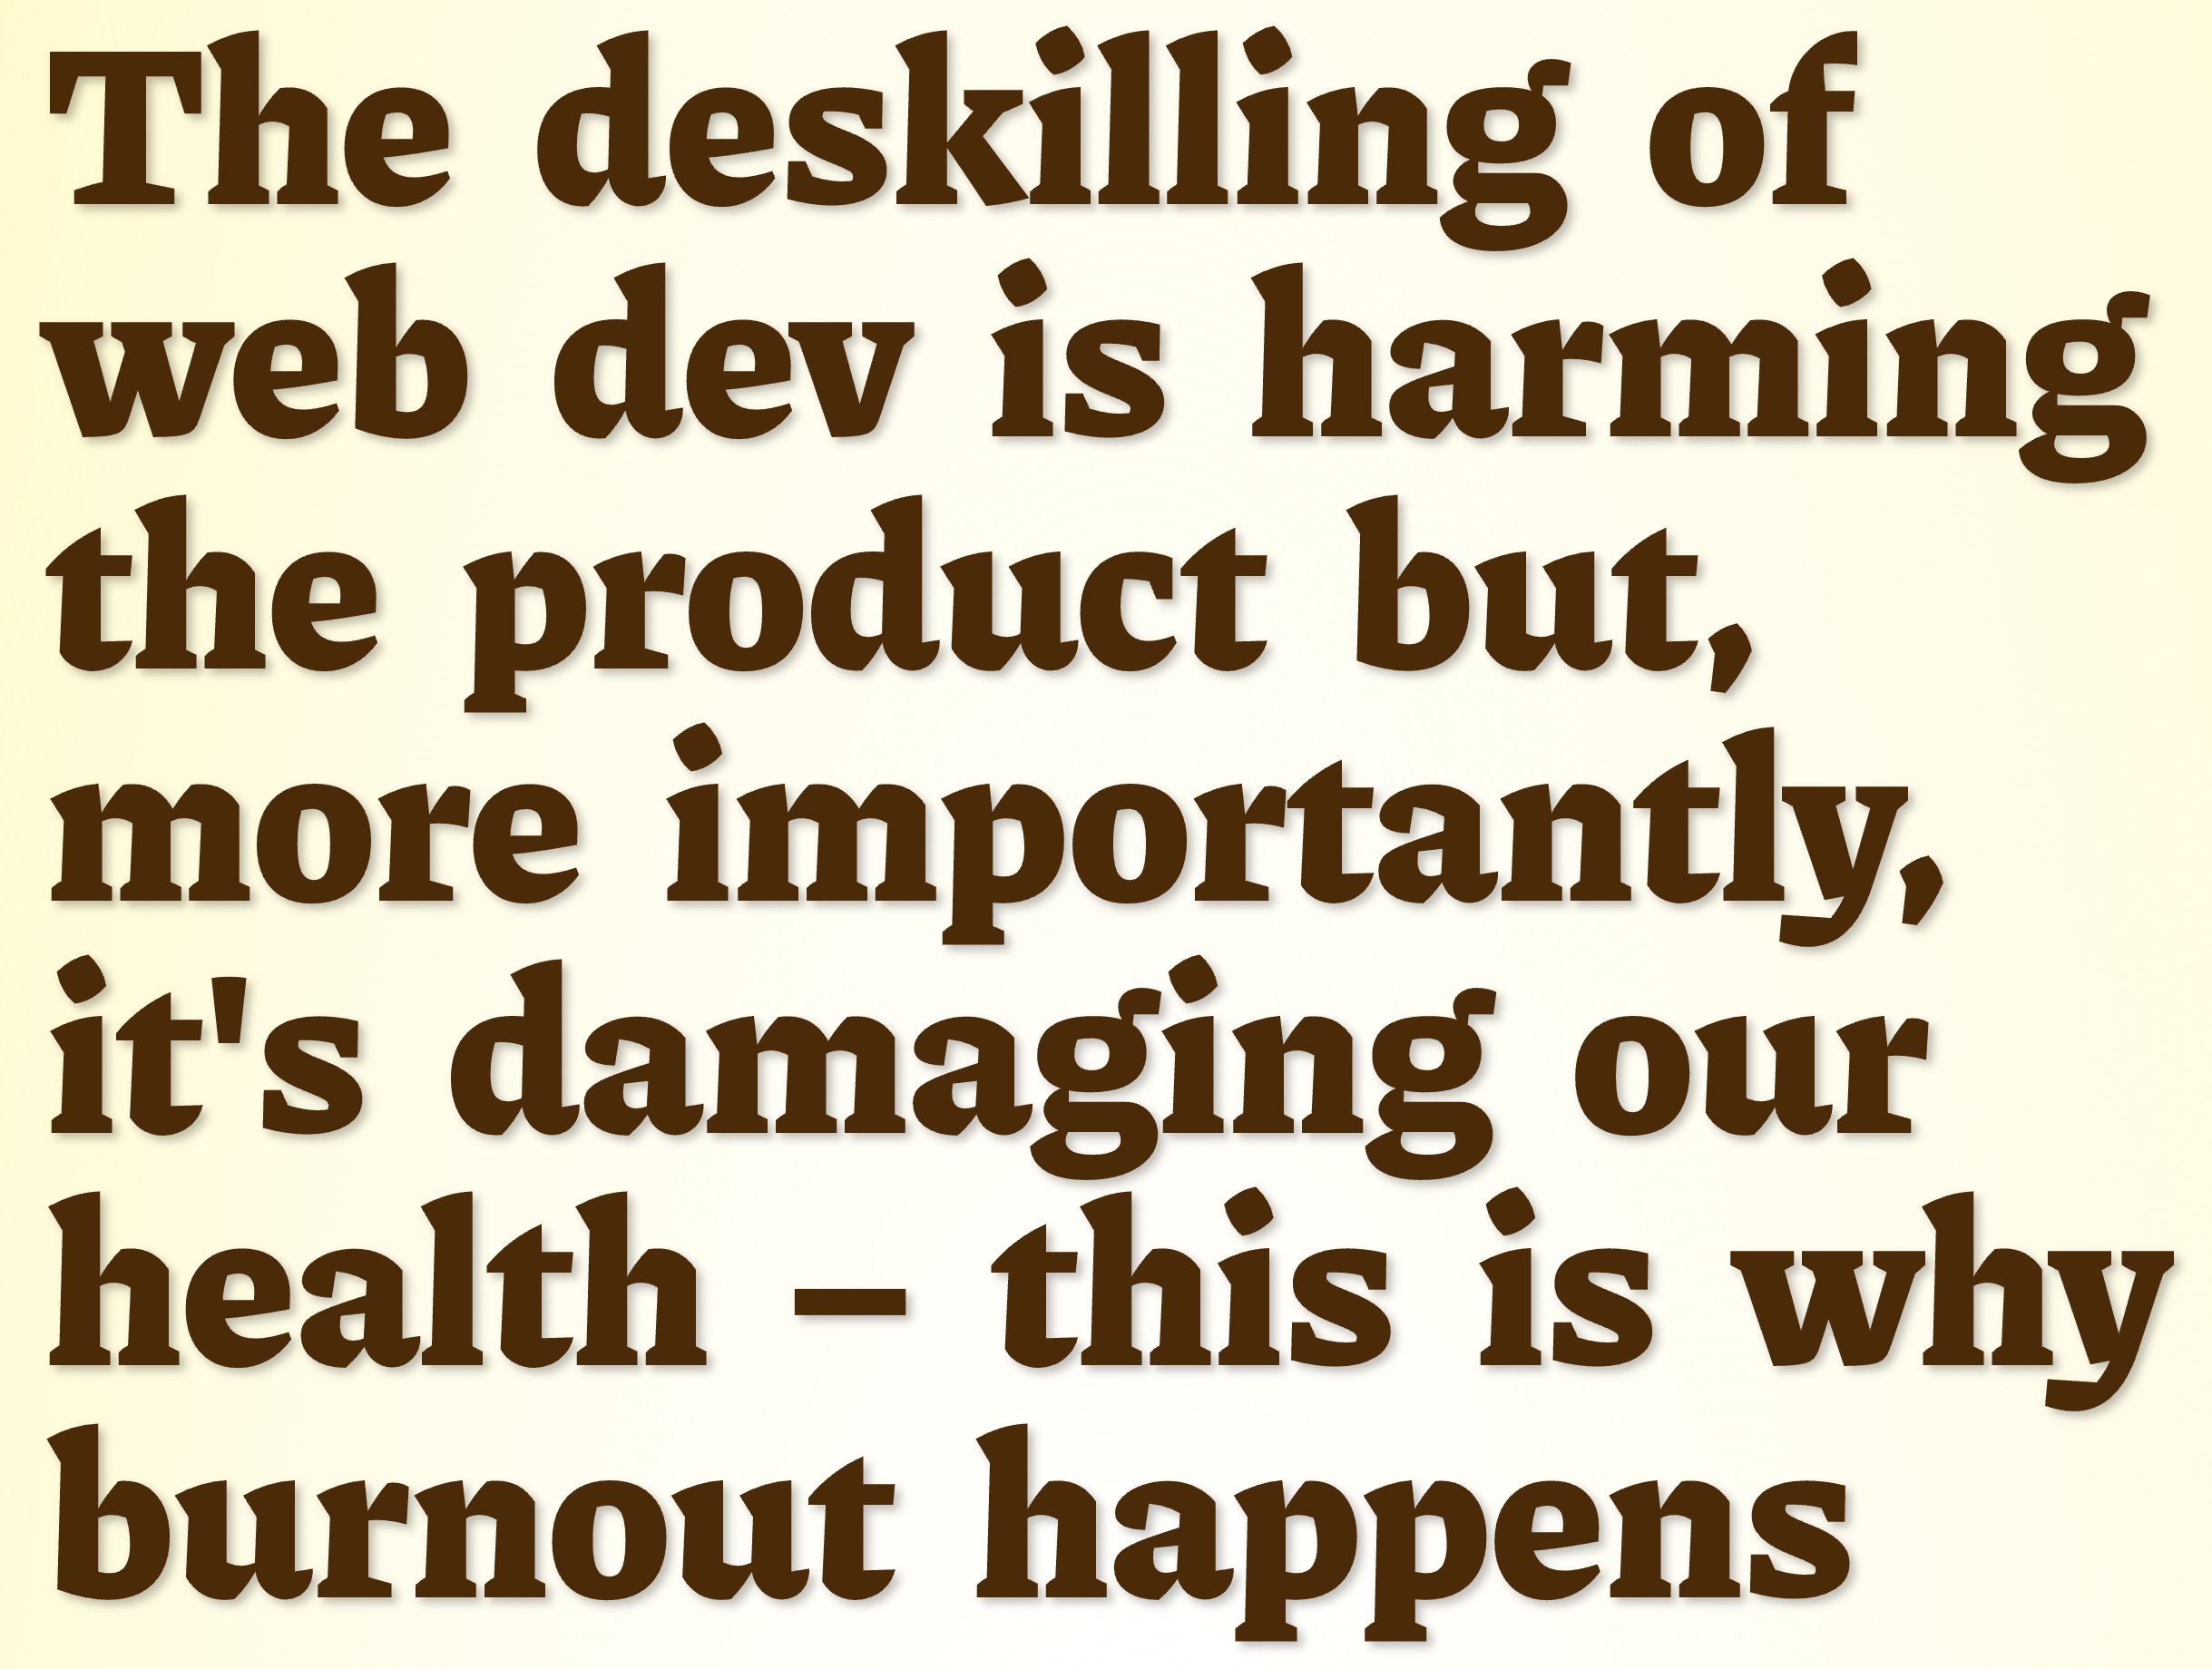 The deskilling of
web dev is harming
the product but,
more importantly,
it's damaging our
health – this is why
burnout happens